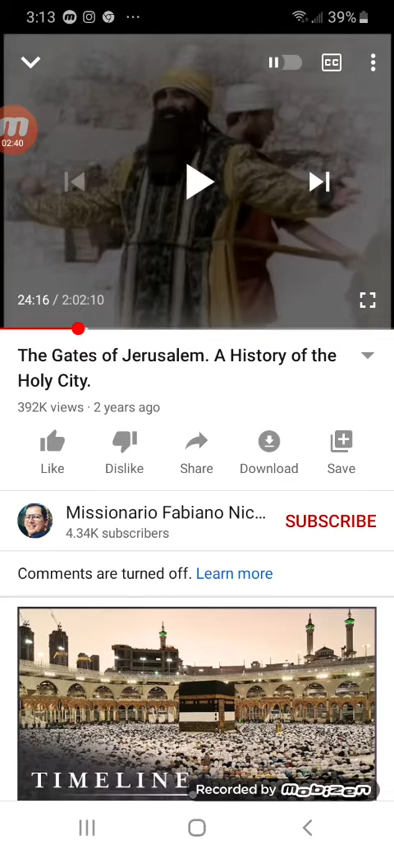 3:13
39%
CC
02:40
24:16 / 2:02:10
The Gates of Jerusalem. A History of the
Holy City.
392K views · 2 years ago
Like Dislike Share Download Save
Missionario Fabiano Nic...
SUBSCRIBE
4.34K subscribers
Comments are turned off. Learn more
TIMELINE
Recorded by mobizen